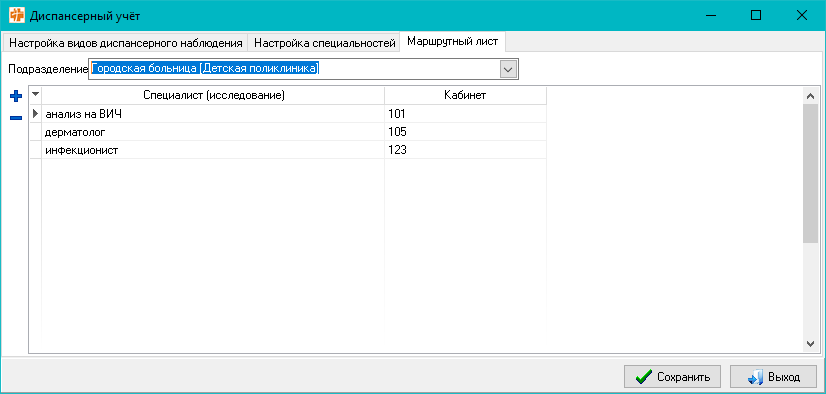 Диспансерный учёт
Настройка видов диспансерного наблюдения Настройка специальностей Маршрутный лист
Подразделение Городская больница [Детская поликлиника]
Специалист (исследование) Кабинет
анализ на ВИЧ 101
дерматолог 105
инфекционист 123
Сохранить Выход